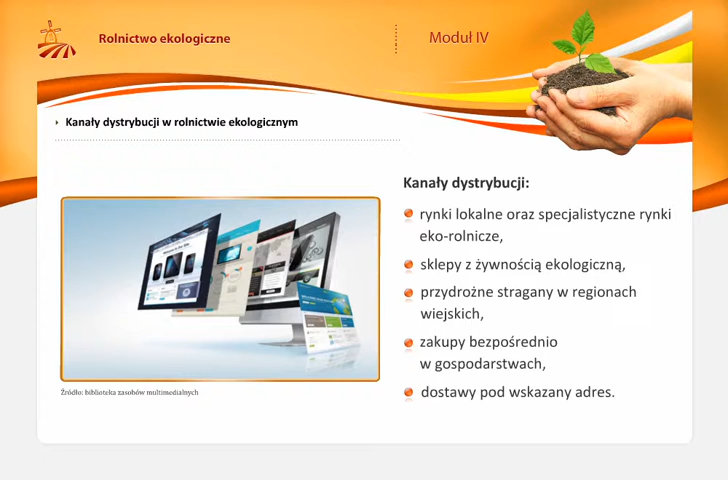 Rolnictwo ekologiczne
Moduł IV
Kanały dystrybucji w rolnictwie ekologicznym
Kanały dystrybucji:
rynki lokalne oraz specjalistyczne rynki
eko-rolnicze,
sklepy z żywnością ekologiczną,
przydrożne stragany w regionach
wiejskich,
zakupy bezpośrednio
w gospodarstwach,
dostawy pod wskazany adres.
Źródło: biblioteka zasobów multimedialnych